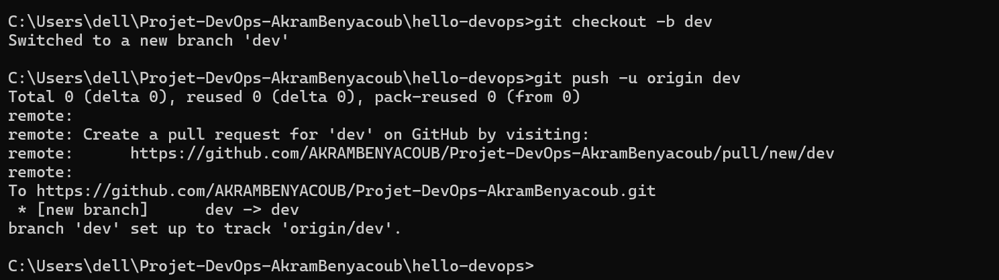 C:\Users\dell\Projet-DevOps-AkramBenyacoub\hello-devops>git checkout -b dev
Switched to a new branch 'dev'
C:\Users\dell\Projet-DevOps-AkramBenyacoub\hello-devops>git push -u origin dev
Total 0 (delta 0), reused 0 (delta 0), pack-reused 0 (from 0)
remote:
remote: Create a pull request for 'dev' on GitHub by visiting:
remote:      https://github.com/AKRAMBENYACOUB/Projet-DevOps-AkramBenyacoub/pull/new/dev
remote:
To https://github.com/AKRAMBENYACOUB/Projet-DevOps-AkramBenyacoub.git
 * [new branch]      dev -> dev
branch 'dev' set up to track 'origin/dev'.
C:\Users\dell\Projet-DevOps-AkramBenyacoub\hello-devops>